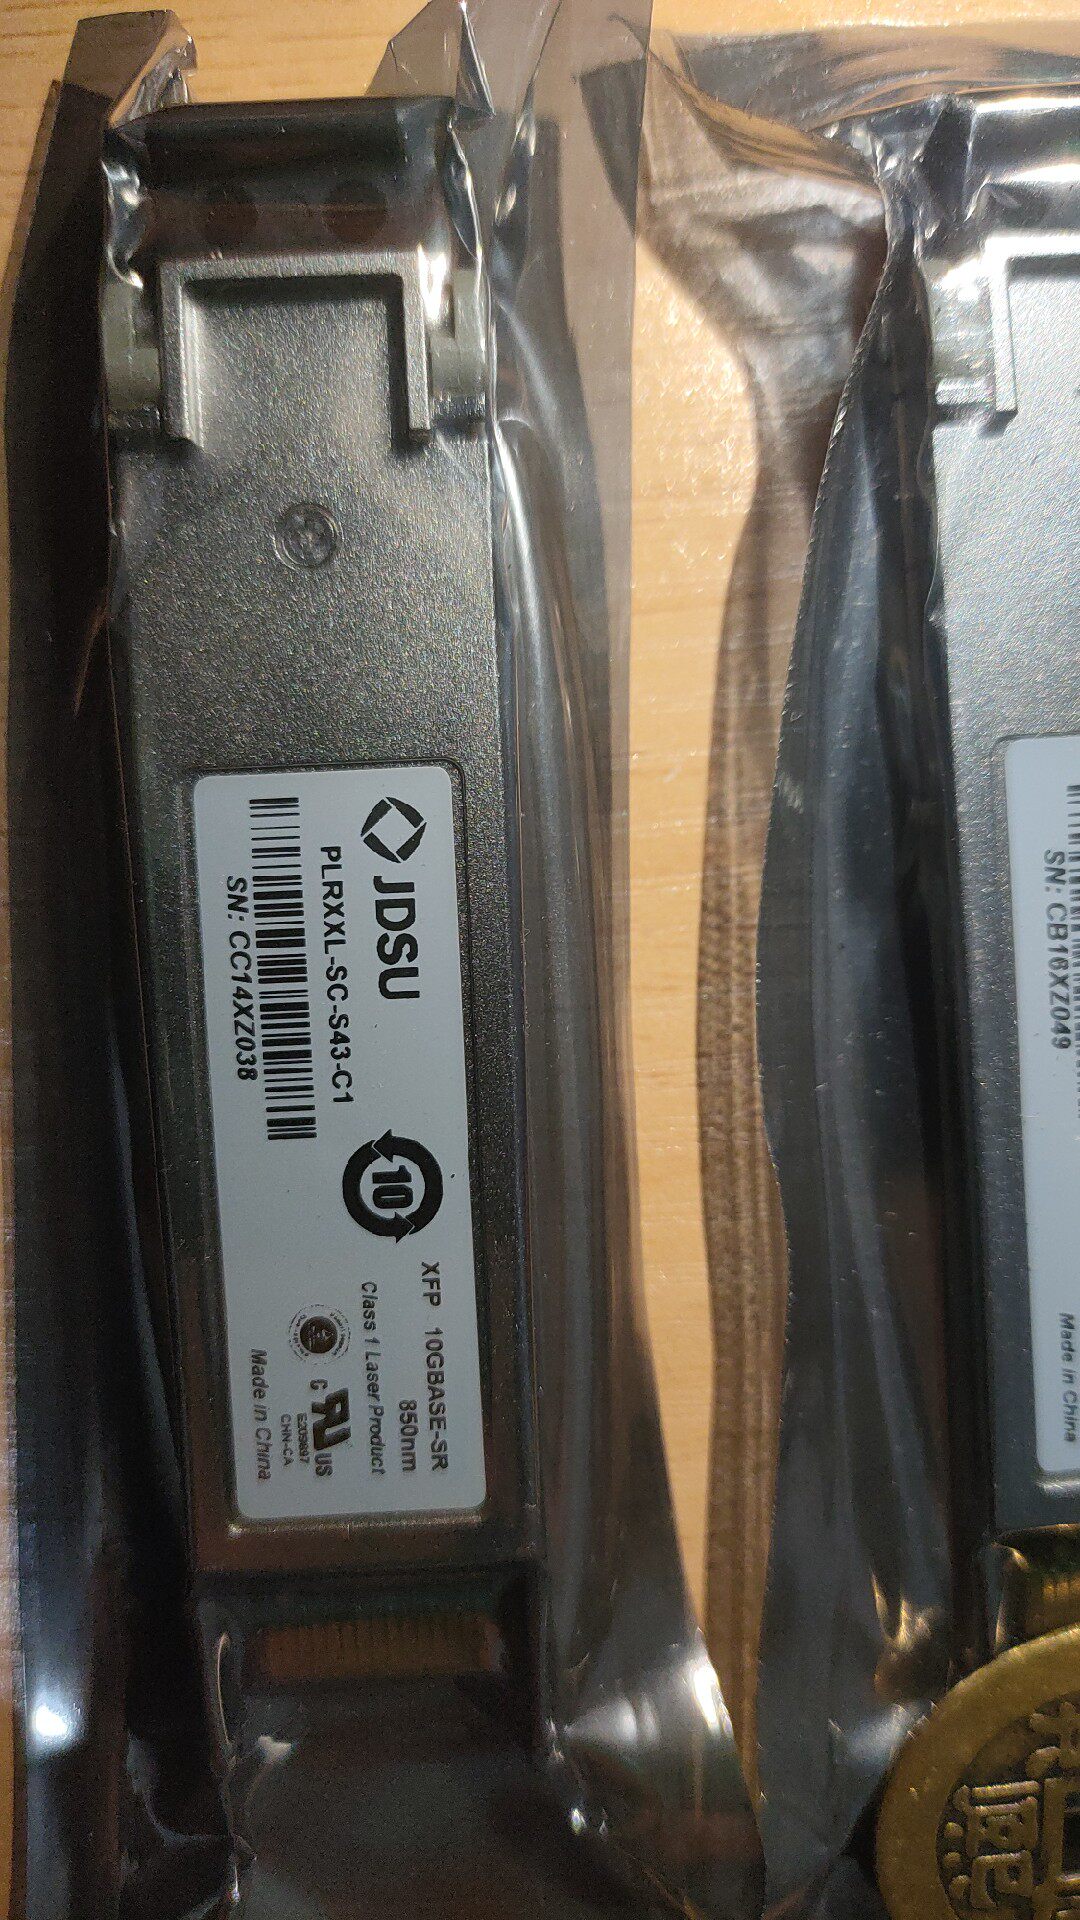 JDSU
PLRXXL-SC-S43-C1
SN: CC14XZ038
10
XFP 10GBASE-SR
850nm
Class 1 Laser Product
C
US
CHN-CA
Made in China
SN: CB16XZ049
Made in China